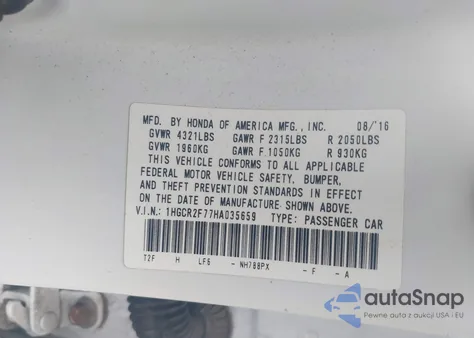 MFD. BY HONDA OF AMERICA MFG., INC. 08/'16
GVWR 4321LBS GAWR F 2315LBS R 2050LBS
GVWR 1960KG GAWR F 1050KG R 930KG
THIS VEHICLE CONFORMS TO ALL APPLICABLE
FEDERAL MOTOR VEHICLE SAFETY, BUMPER,
AND THEFT PREVENTION STANDARDS IN EFFECT
ON THE DATE OF MANUFACTURE SHOWN ABOVE.
V.I.N.: 1HGCR2F77HA035659 TYPE: PASSENGER CAR
T2F H LF6 - NH788PX - F - A
autoSnap
Pewne auta z aukcji USA i EU